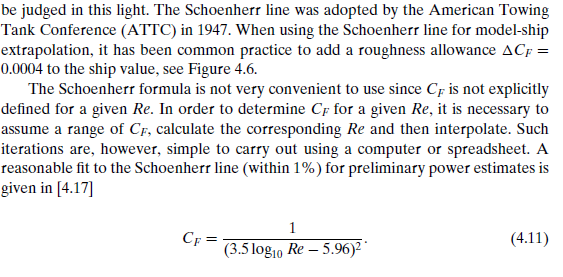 be judged in this light. The Schoenherr line was adopted by the American Towing
Tank Conference (ATTC) in 1947. When using the Schoenherr line for model-ship
extrapolation, it has been common practice to add a roughness allowance ΔC_F =
0.0004 to the ship value, see Figure 4.6.
The Schoenherr formula is not very convenient to use since C_F is not explicitly
defined for a given Re. In order to determine C_F for a given Re, it is necessary to
assume a range of C_F, calculate the corresponding Re and then interpolate. Such
iterations are, however, simple to carry out using a computer or spreadsheet. A
reasonable fit to the Schoenherr line (within 1%) for preliminary power estimates is
given in [4.17]
C_F = 1 / (3.5 log₁₀ Re – 5.96)². (4.11)